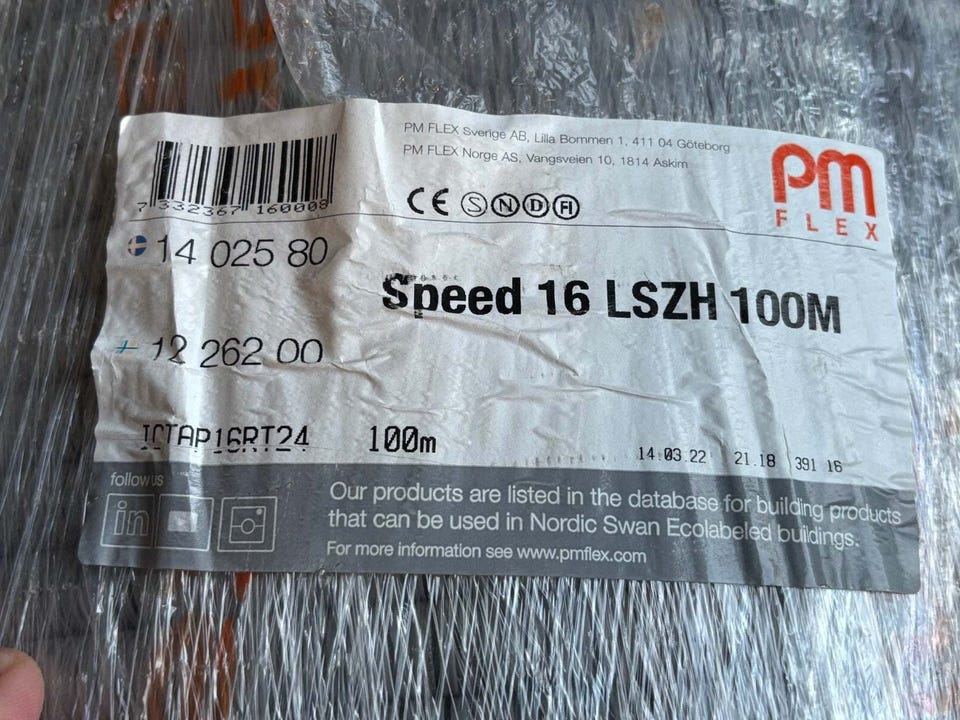 PM FLEX Sverige AB, Lilla Bommen 1, 411 04 Göteborg
PM FLEX Norge AS, Vangsveien 10, 1814 Askim
PM
FLEX
7 332367 160008
CE S N D FI
14 025 80
Speed 16 LSZH 100M
12 262 00
ICTAP16RT24 100m
14.03.22 21.18 391 16
follow us
in
Our products are listed in the database for building products
that can be used in Nordic Swan Ecolabeled buildings.
For more information see www.pmflex.com